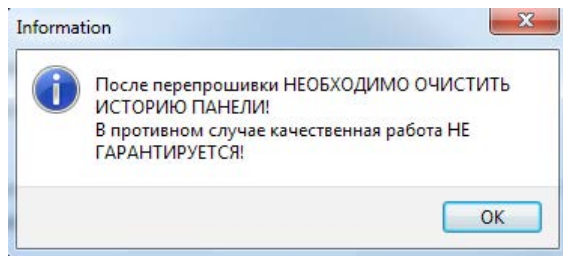 Information
После перепрошивки НЕОБХОДИМО ОЧИСТИТЬ
ИСТОРИЮ ПАНЕЛИ!
В противном случае качественная работа НЕ
ГАРАНТИРУЕТСЯ!
OK